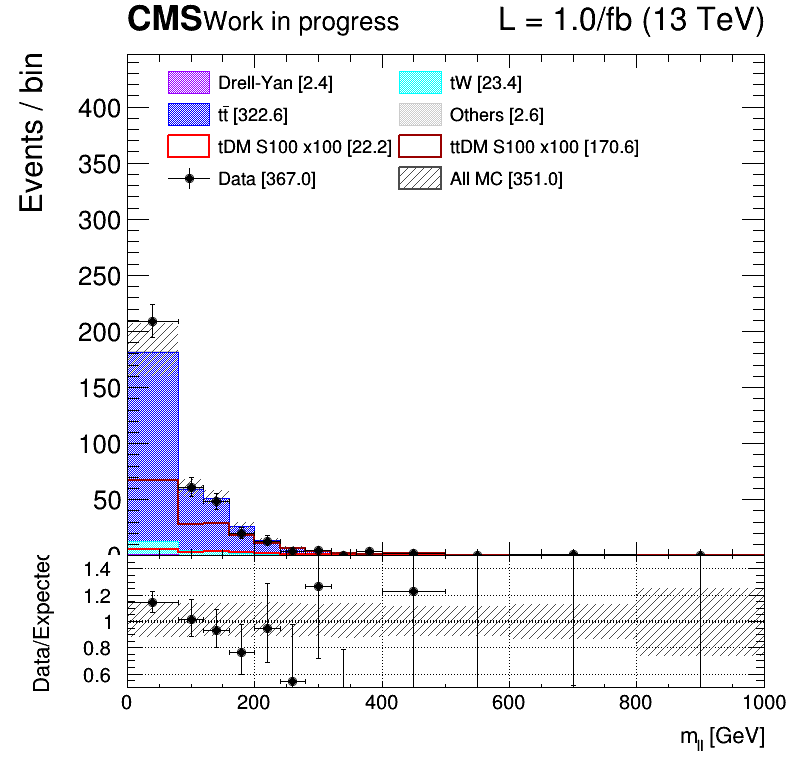 CMS Work in progress L = 1.0/fb (13 TeV)
Events / bin
Drell-Yan [2.4] tW [23.4]
tt̄ [322.6] Others [2.6]
tDM S100 x100 [22.2] ttDM S100 x100 [170.6]
Data [367.0] All MC [351.0]
400
350
300
250
200
150
100
50
0
Data/Expected
1.4
1.2
1
0.8
0.6
0 200 400 600 800 1000
m_ll [GeV]